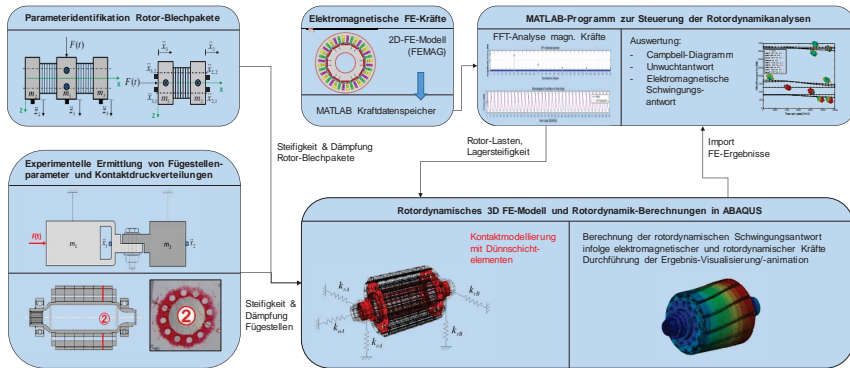 Parameteridentifikation Rotor-Blechpakete
F(t)
F(t)
x
z
x
z
Elektromagnetische FE-Kräfte
2D-FE-Modell
(FEMAG)
MATLAB Kraftdatenspeicher
MATLAB-Programm zur Steuerung der Rotordynamikanalysen
FFT-Analyse magn. Kräfte
Auswertung:
- Campbell-Diagramm
- Unwuchtantwort
- Elektromagnetische
Schwingungs-
antwort
Steifigkeit & Dämpfung
Rotor-Blechpakete
Rotor-Lasten,
Lagersteifigkeit
Import
FE-Ergebnisse
Experimentelle Ermittlung von Fügestellen-
parameter und Kontaktdruckverteilungen
F(t)
m₁
ẍ₁
m₂
ẍ₂
②
②
Steifigkeit &
Dämpfung
Fügestellen
Rotordynamisches 3D FE-Modell und Rotordynamik-Berechnungen in ABAQUS
Kontaktmodellierung
mit Dünnschicht-
elementen
Berechnung der rotordynamischen Schwingungsantwort
infolge elektromagnetischer und rotordynamischer Kräfte
Durchführung der Ergebnis-Visualisierung/-animation